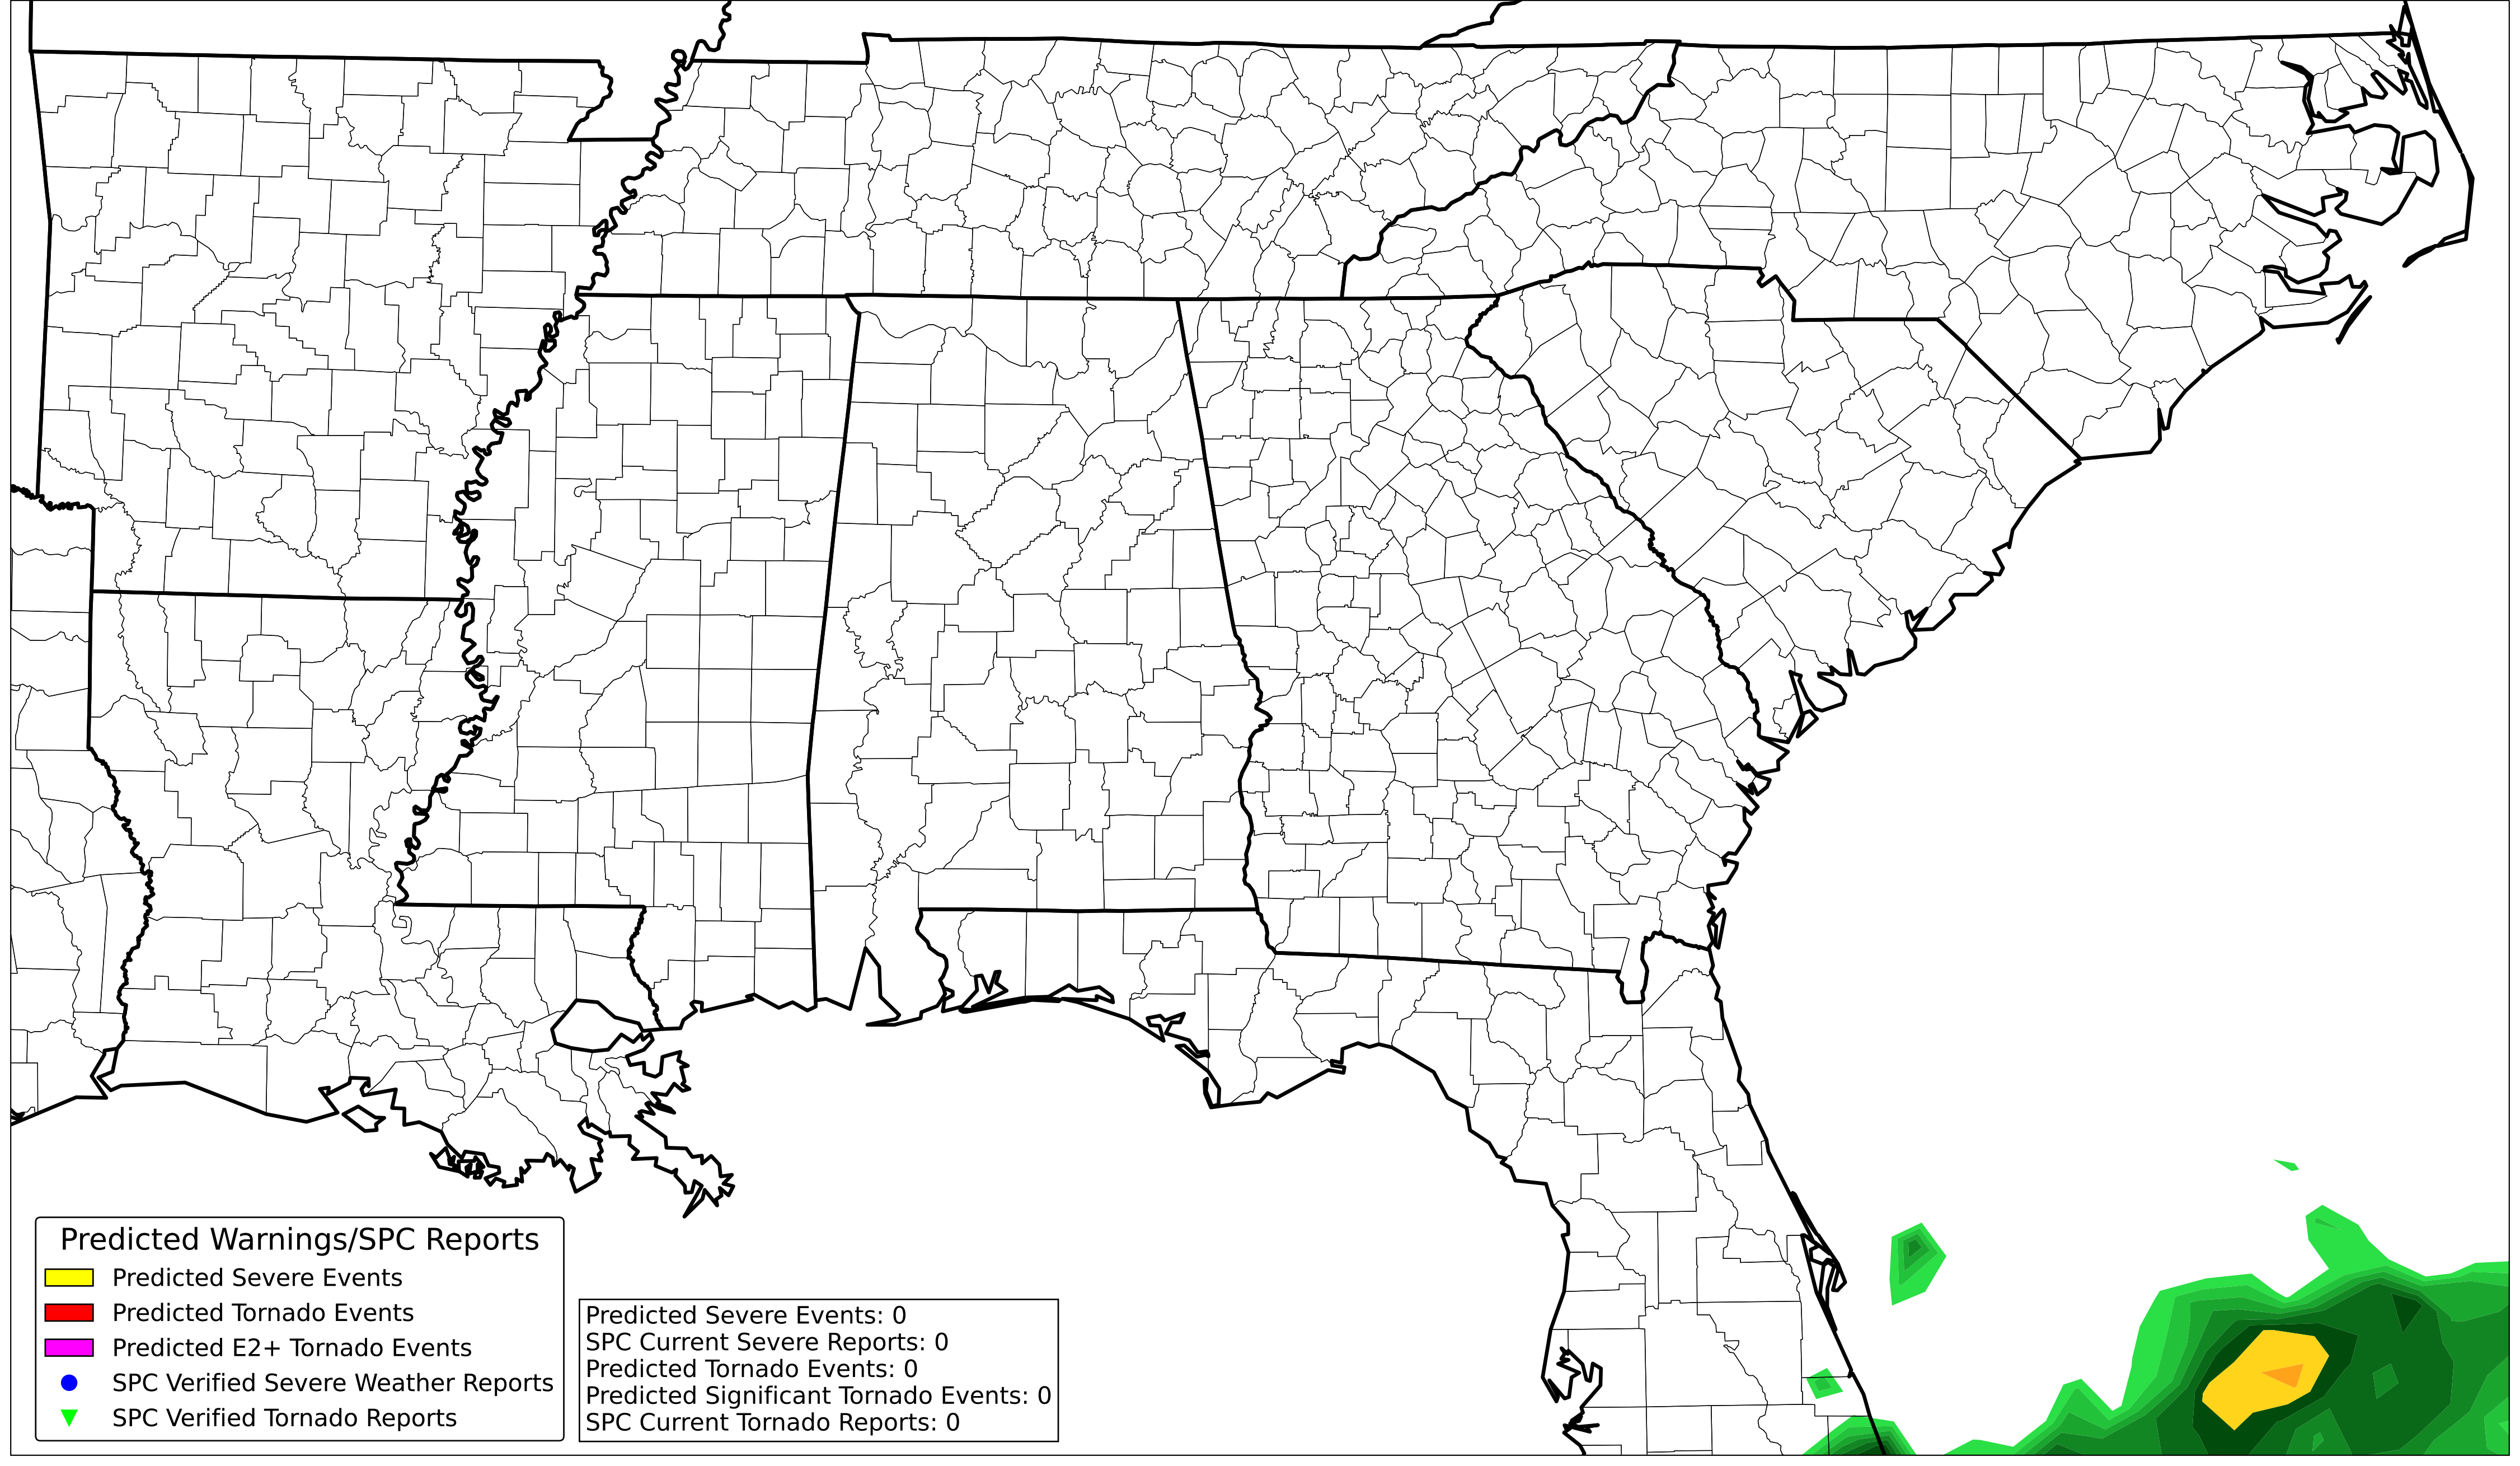 Predicted Warnings/SPC Reports
Predicted Severe Events
Predicted Tornado Events
Predicted E2+ Tornado Events
SPC Verified Severe Weather Reports
SPC Verified Tornado Reports
Predicted Severe Events: 0
SPC Current Severe Reports: 0
Predicted Tornado Events: 0
Predicted Significant Tornado Events: 0
SPC Current Tornado Reports: 0